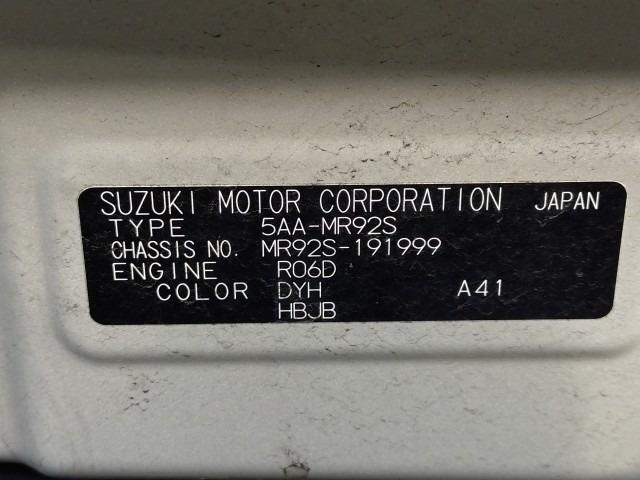 SUZUKI MOTOR CORPORATION JAPAN
TYPE 5AA-MR92S
CHASSIS NO. MR92S-191999
ENGINE R06D
COLOR DYH A41
HBJB